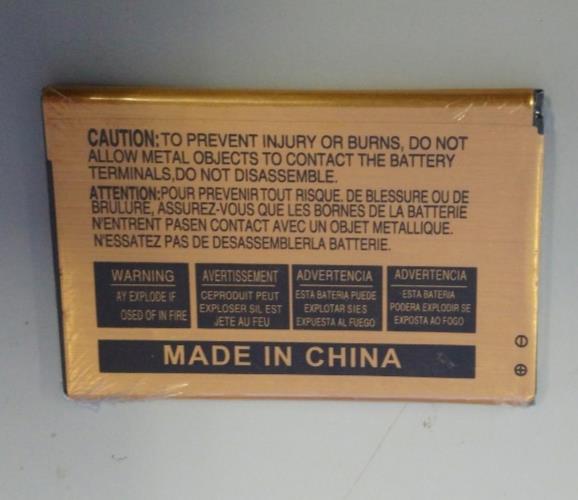 CAUTION:TO PREVENT INJURY OR BURNS, DO NOT
ALLOW METAL OBJECTS TO CONTACT THE BATTERY
TERMINALS,DO NOT DISASSEMBLE.
ATTENTION:POUR PREVENIR TOUT RISQUE. DE BLESSURE OU DE
BRULURE, ASSUREZ-VOUS QUE LES BORNES DE LA BATTERIE
N'ENTRENT PASEN CONTACT AVEC UN OBJET METALLIQUE.
N'ESSATEZ PAS DE DESASSEMBLERLA BATTERIE.
WARNING
AY EXPLODE IF
OSED OF IN FIRE
AVERTISSEMENT
CEPRODUIT PEUT
EXPLOSER SIL EST
JETE AU FEU
ADVERTENCIA
ESTA BATERIA PUEDE
EXPLOTAR SIES
EXPUESTA AL FUEGO
ADVERTENCIA
ESTA BATERIA
PODERA EXPLODIR SE
EXPOSTA AO FOGO
MADE IN CHINA
⊖
⊕